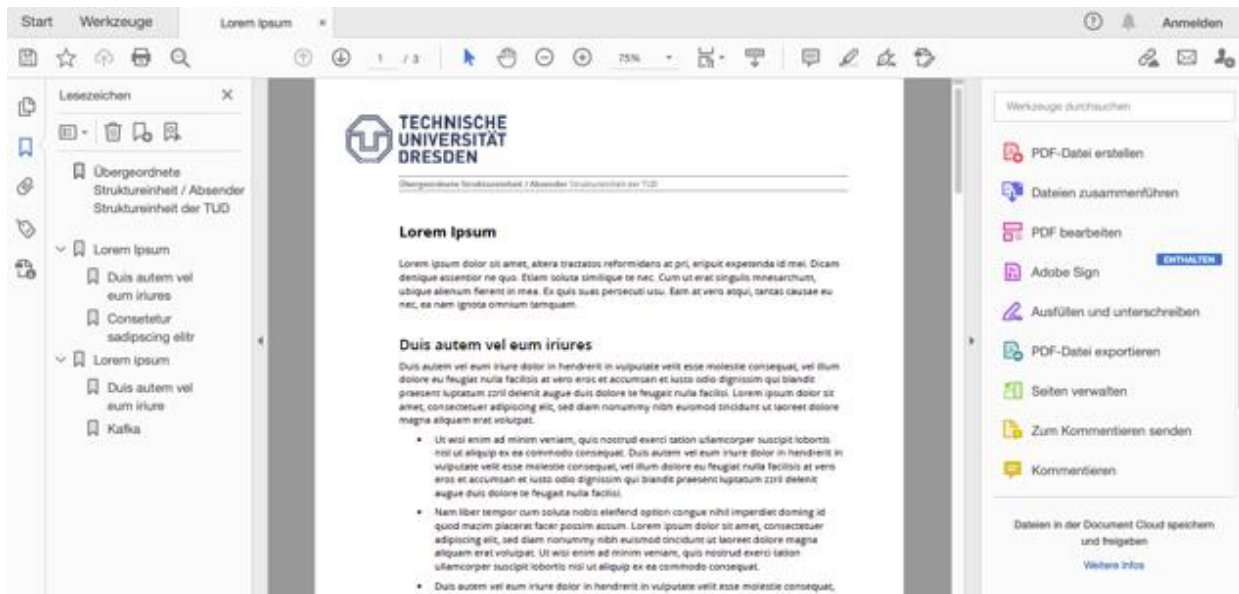 Start Werkzeuge Lorem Ipsum × Anmelden
1 / 3 75%
Lesezeichen ×
Übergeordnete
Struktureinheit / Absender
Struktureinheit der TUD
Lorem Ipsum
Duis autem vel
eum iriures
Consetetur
sadipscing elitr
Lorem ipsum
Duis autem vel
eum iriure
Kafka
TECHNISCHE
UNIVERSITÄT
DRESDEN
Übergeordnete Struktureinheit / Absender Struktureinheit der TUD
Lorem Ipsum
Lorem ipsum dolor sit amet, altera tractatos reformidans at pri, eripuit expetenda id mei. Dicam
denique assentior ne quo. Etiam soluta similique te nec. Cum ut erat singulis mnesarchum,
ubique alienum fierent in mea. Ex quis suas persecuti usu. Eam at vero atqui, tantas causae eu
nec, ea nam ignota omnium tamquam.
Duis autem vel eum iriures
Duis autem vel eum iriure dolor in hendrerit in vulputate velit esse molestie consequat, vel illum
dolore eu feugiat nulla facilisis at vero eros et accumsan et iusto odio dignissim qui blandit
praesent luptatum zzril delenit augue duis dolore te feugait nulla facilisi. Lorem ipsum dolor sit
amet, consectetuer adipiscing elit, sed diam nonummy nibh euismod tincidunt ut laoreet dolore
magna aliquam erat volutpat.
• Ut wisi enim ad minim veniam, quis nostrud exerci tation ullamcorper suscipit lobortis
nisl ut aliquip ex ea commodo consequat. Duis autem vel eum iriure dolor in hendrerit in
vulputate velit esse molestie consequat, vel illum dolore eu feugiat nulla facilisis at vero
eros et accumsan et iusto odio dignissim qui blandit praesent luptatum zzril delenit
augue duis dolore te feugait nulla facilisi.
• Nam liber tempor cum soluta nobis eleifend option congue nihil imperdiet doming id
quod mazim placerat facer possim assum. Lorem ipsum dolor sit amet, consectetuer
adipiscing elit, sed diam nonummy nibh euismod tincidunt ut laoreet dolore magna
aliquam erat volutpat. Ut wisi enim ad minim veniam, quis nostrud exerci tation
ullamcorper suscipit lobortis nisl ut aliquip ex ea commodo consequat.
• Duis autem vel eum iriure dolor in hendrerit in vulputate velit esse molestie consequat,
Werkzeuge durchsuchen
PDF-Datei erstellen
Dateien zusammenführen
PDF bearbeiten
ENTHALTEN
Adobe Sign
Ausfüllen und unterschreiben
PDF-Datei exportieren
Seiten verwalten
Zum Kommentieren senden
Kommentieren
Dateien in der Document Cloud speichern
und freigeben
Weitere Infos